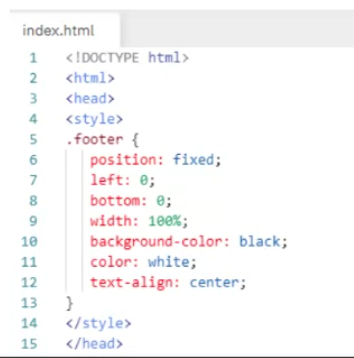 index.html
1 <!DOCTYPE html>
2 <html>
3 <head>
4 <style>
5 .footer {
6 position: fixed;
7 left: 0;
8 bottom: 0;
9 width: 100%;
10 background-color: black;
11 color: white;
12 text-align: center;
13 }
14 </style>
15 </head>